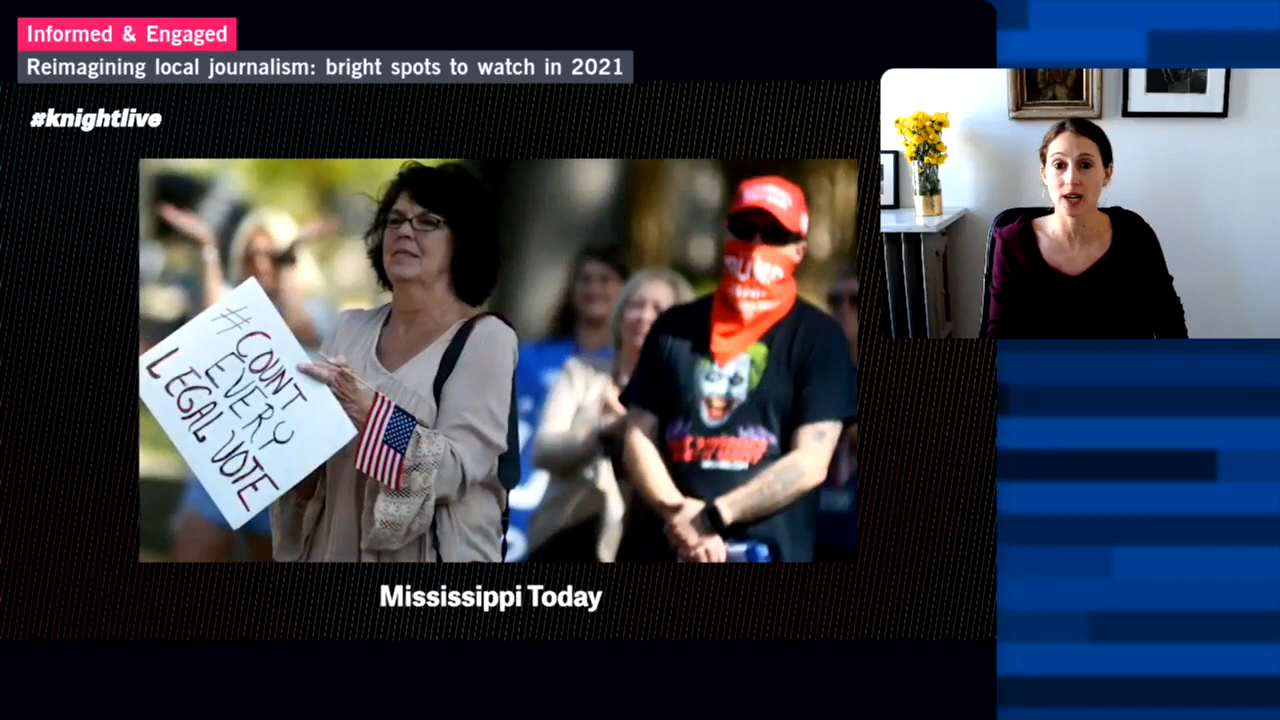 Informed & Engaged
Reimagining local journalism: bright spots to watch in 2021
#knightlive
#COUNT
EVERY
LEGAL VOTE
Mississippi Today